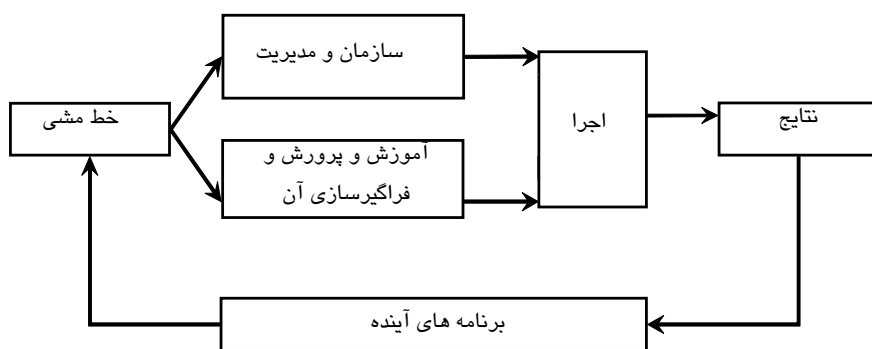 سازمان و مدیریت
خط مشی
اجرا
نتایج
آموزش و پرورش و
فراگیرسازی آن
برنامه های آینده